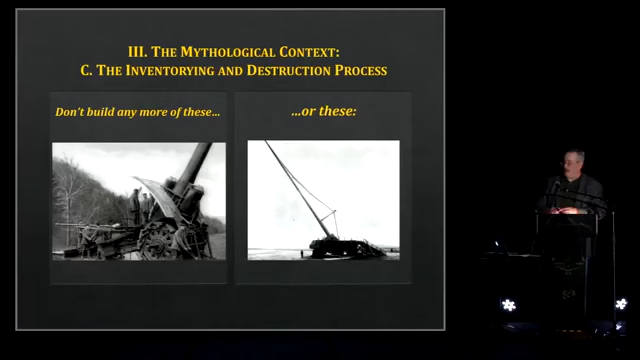 III. THE MYTHOLOGICAL CONTEXT:
C. THE INVENTORYING AND DESTRUCTION PROCESS
Don't build any more of these...
...or these: